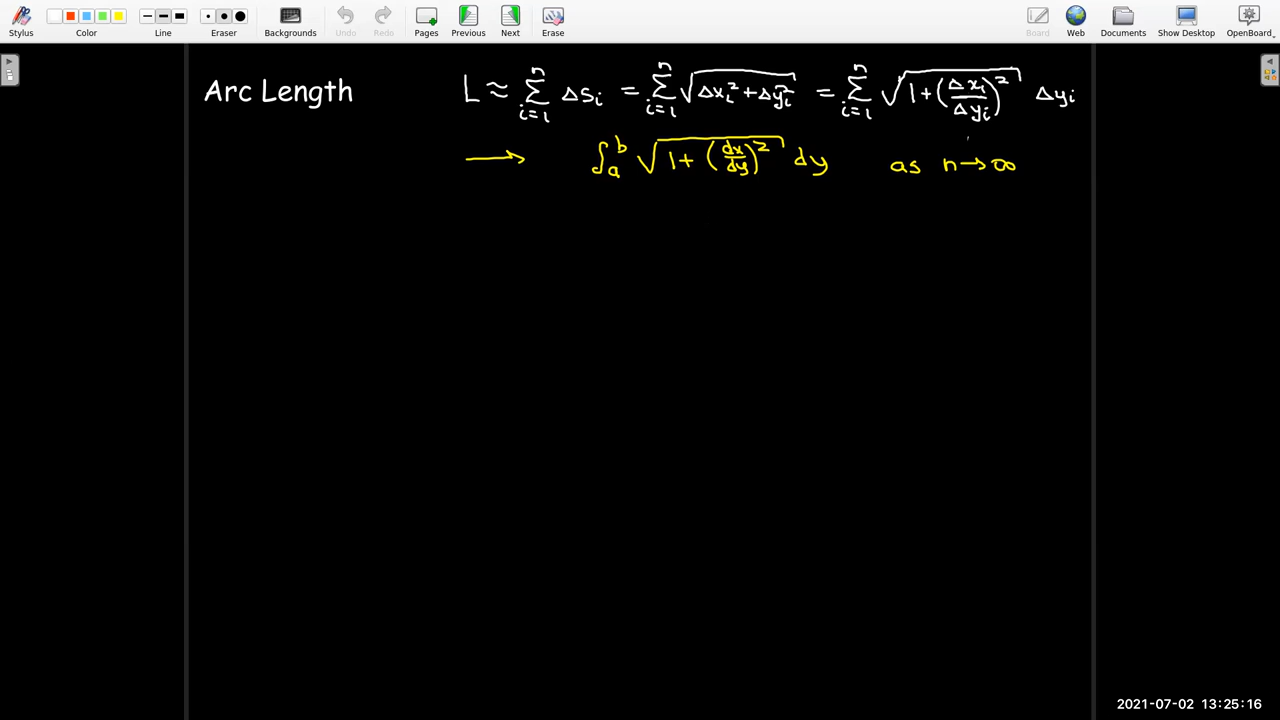 Stylus Color Line Eraser Backgrounds Undo Redo Pages Previous Next Erase Board Web Documents Show Desktop OpenBoard
Arc Length L ≈ Σ_{i=1}^{n} Δs_i = Σ_{i=1}^{n} √(Δx_i² + Δy_i²) = Σ_{i=1}^{n} √(1 + (Δx_i/Δy_i)²) Δy_i
→ ∫_a^b √(1 + (dx/dy)²) dy as n → ∞
2021-07-02 13:25:16